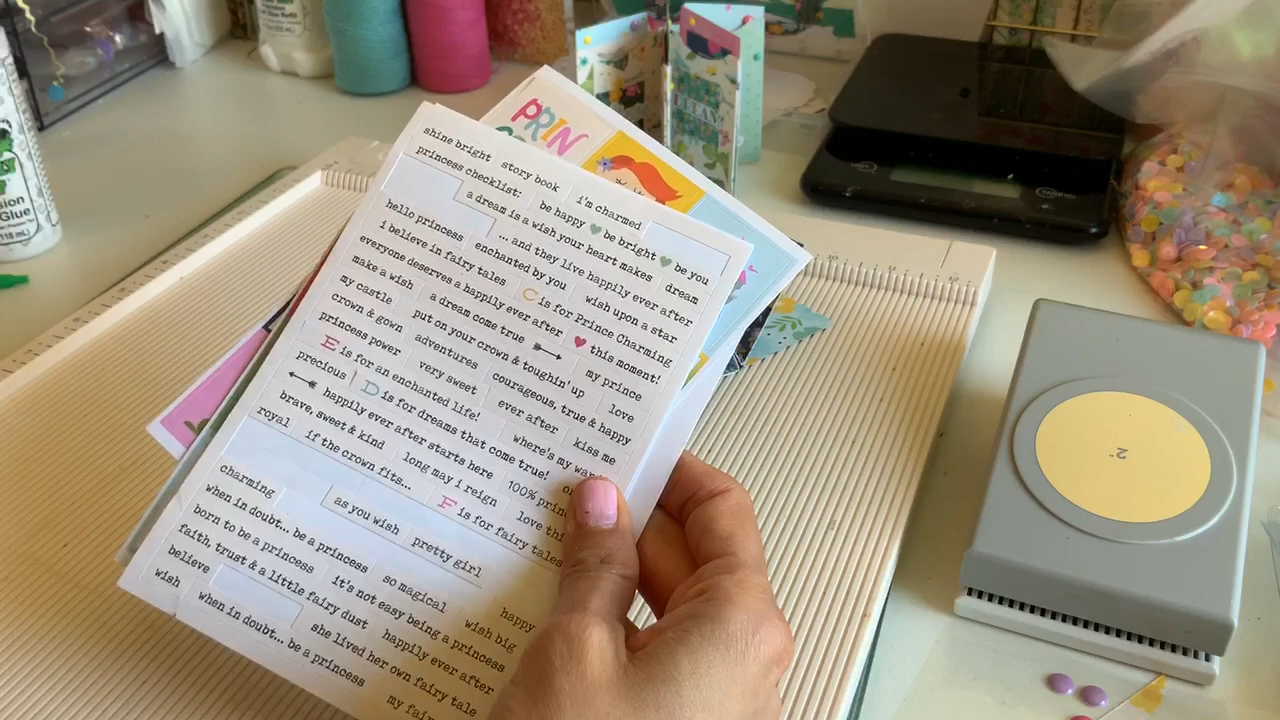 shine bright story book i'm charmed
princess checklist: be happy be bright be you
a dream is a wish your heart makes dream
hello princess ... and they live happily ever after
i believe in fairy tales enchanted by you wish upon a star
everyone deserves a happily ever after C is for Prince Charming
make a wish a dream come true this moment!
my castle put on your crown & toughin' up my prince
crown & gown adventures courageous, true & happy love
princess power very sweet ever after kiss me
E is for an enchanted life! where's my
precious D is for dreams that come true!
happily ever after starts here 100%
brave, sweet & kind long may i reign love
royal if the crown fits... F is for fairy tales
charming as you wish pretty girl
when in doubt... be a princess so magical happy
born to be a princess it's not easy being a princess wish big
faith, trust & a little fairy dust happily ever after
believe she lived her own fairy tale
wish when in doubt... be a princess my
PRIN
2"